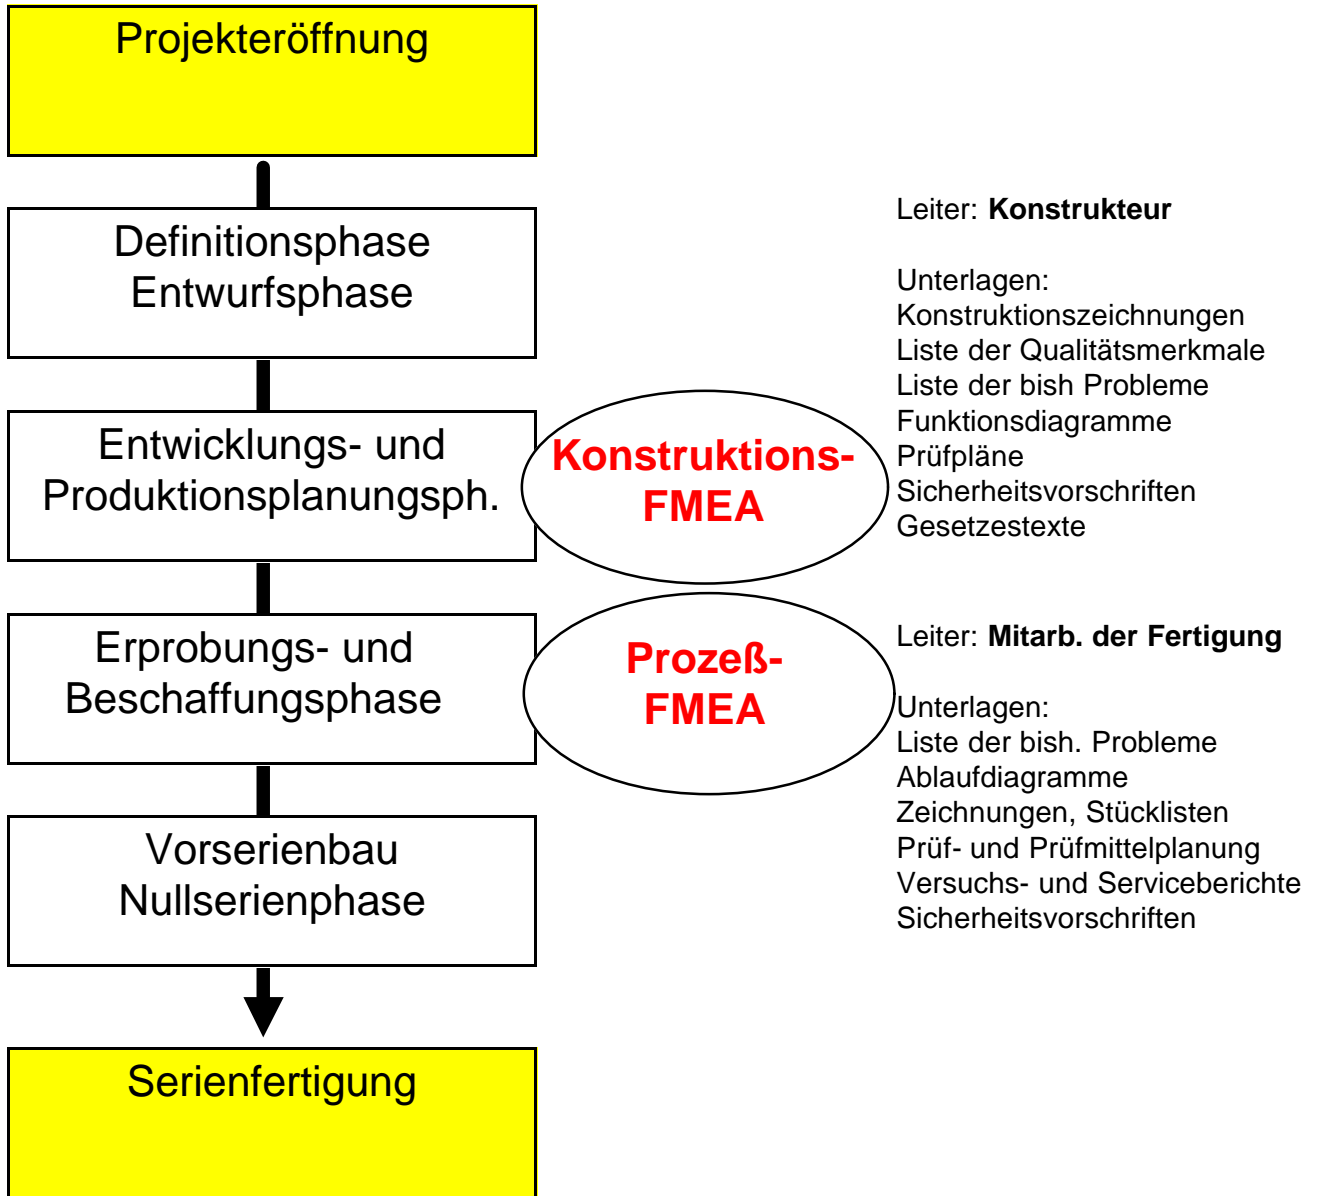 Projekteröffnung
Definitionsphase
Entwurfsphase
Entwicklungs- und
Produktionsplanungsph.
Konstruktions-
FMEA
Leiter: Konstrukteur
Unterlagen:
Konstruktionszeichnungen
Liste der Qualitätsmerkmale
Liste der bish Probleme
Funktionsdiagramme
Prüfpläne
Sicherheitsvorschriften
Gesetzestexte
Erprobungs- und
Beschaffungsphase
Prozeß-
FMEA
Leiter: Mitarb. der Fertigung
Unterlagen:
Liste der bish. Probleme
Ablaufdiagramme
Zeichnungen, Stücklisten
Prüf- und Prüfmittelplanung
Versuchs- und Serviceberichte
Sicherheitsvorschriften
Vorserienbau
Nullserienphase
Serienfertigung